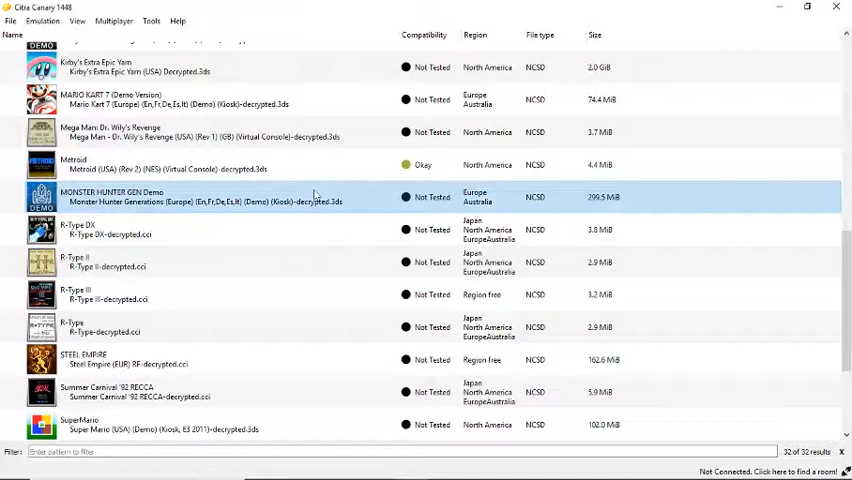 Citra Canary 1448
File Emulation View Multiplayer Tools Help
Name Compatibility Region File type Size
DEMO
Kirby's Extra Epic Yarn
Kirby's Extra Epic Yarn (USA) Decrypted.3ds
Not Tested North America NCSD 2.0 GiB
MARIO KART 7 (Demo Version)
Mario Kart 7 (Europe) (En,Fr,De,Es,It) (Demo) (Kiosk)-decrypted.3ds
Not Tested Europe
Australia NCSD 74.4 MiB
Mega Man: Dr. Wily's Revenge
Mega Man - Dr. Wily's Revenge (USA) (Rev 1) (GB) (Virtual Console)-decrypted.3ds
Not Tested North America NCSD 3.7 MiB
METROID
Metroid
Metroid (USA) (Rev 2) (NES) (Virtual Console)-decrypted.3ds
Okay North America NCSD 4.4 MiB
DEMO
MONSTER HUNTER GEN Demo
Monster Hunter Generations (Europe) (En,Fr,De,Es,It) (Demo) (Kiosk)-decrypted.3ds
Not Tested Europe
Australia NCSD 299.5 MiB
R-Type DX
R-Type DX-decrypted.cci
Not Tested Japan
North America
EuropeAustralia NCSD 3.8 MiB
R-Type II
R-Type II-decrypted.cci
Not Tested Japan
North America
EuropeAustralia NCSD 2.9 MiB
R-Type III
R-Type III-decrypted.cci
Not Tested Region free NCSD 3.2 MiB
R-TYPE
R-Type
R-Type-decrypted.cci
Not Tested Japan
North America
EuropeAustralia NCSD 2.9 MiB
STEEL EMPIRE
Steel Empire (EUR) RF-decrypted.cci
Not Tested Region free NCSD 162.6 MiB
Summer Carnival '92 RECCA
Summer Carnival '92 RECCA-decrypted.cci
Not Tested Japan
North America
EuropeAustralia NCSD 5.9 MiB
SuperMario
Super Mario (USA) (Demo) (Kiosk, E3 2011)-decrypted.3ds
Not Tested North America NCSD 102.0 MiB
Filter: Enter pattern to filter 32 of 32 results X
Not Connected. Click here to find a room!